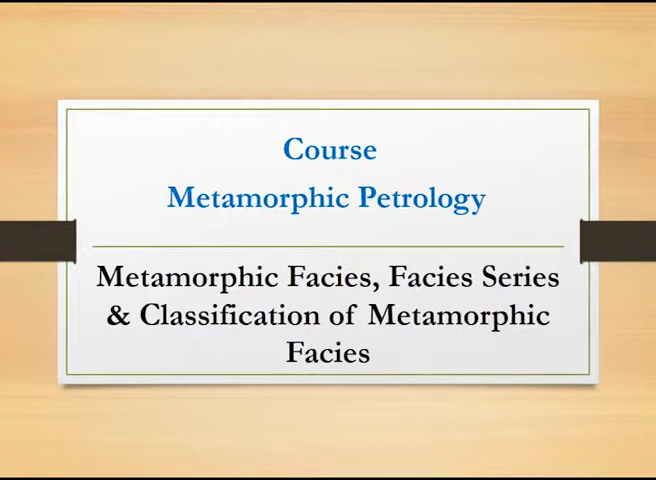 Course
Metamorphic Petrology
Metamorphic Facies, Facies Series
& Classification of Metamorphic
Facies